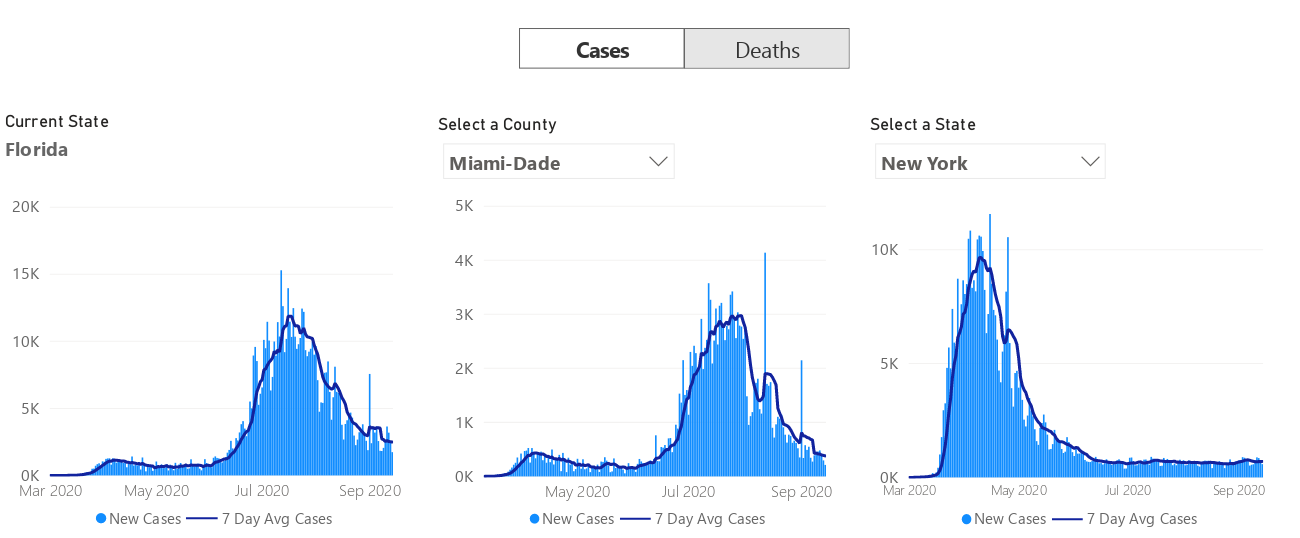 Cases Deaths
Current State
Florida
Select a County
Miami-Dade
Select a State
New York
20K
15K
10K
5K
0K
Mar 2020 May 2020 Jul 2020 Sep 2020
New Cases 7 Day Avg Cases
5K
4K
3K
2K
1K
0K
May 2020 Jul 2020 Sep 2020
New Cases 7 Day Avg Cases
10K
5K
0K
Mar 2020 May 2020 Jul 2020 Sep 2020
New Cases 7 Day Avg Cases